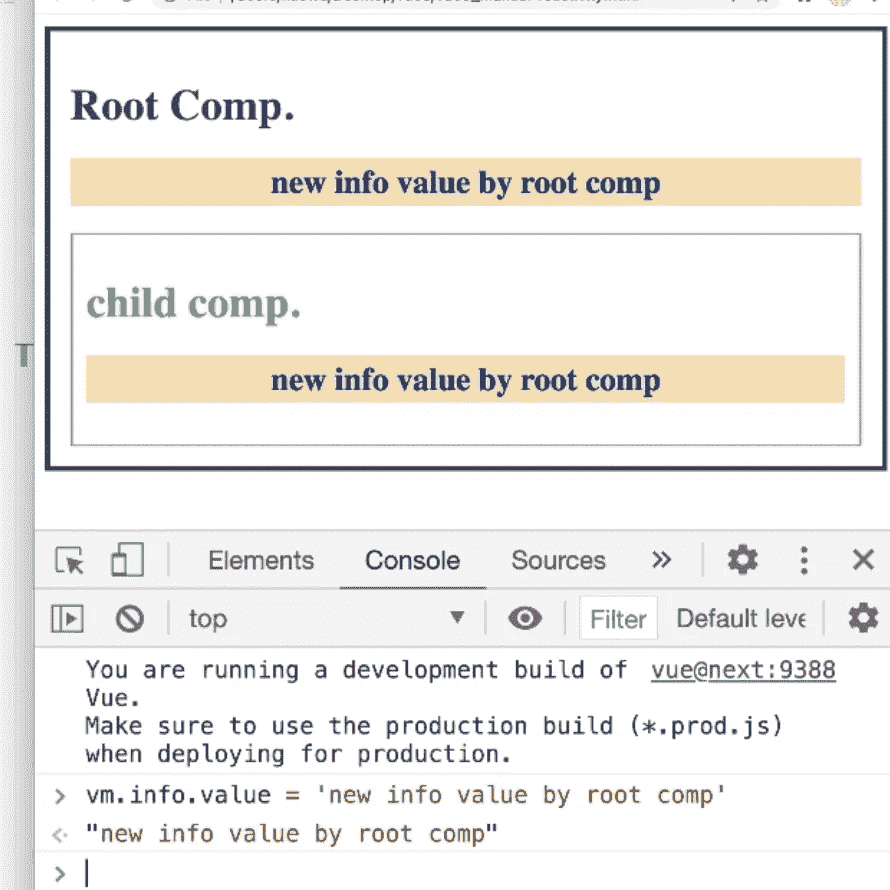 Root Comp.
new info value by root comp
child comp.
new info value by root comp
T
Elements Console Sources »
top Filter Default leve
You are running a development build of vue@next:9388
Vue.
Make sure to use the production build (*.prod.js)
when deploying for production.
> vm.info.value = 'new info value by root comp'
<· "new info value by root comp"
>